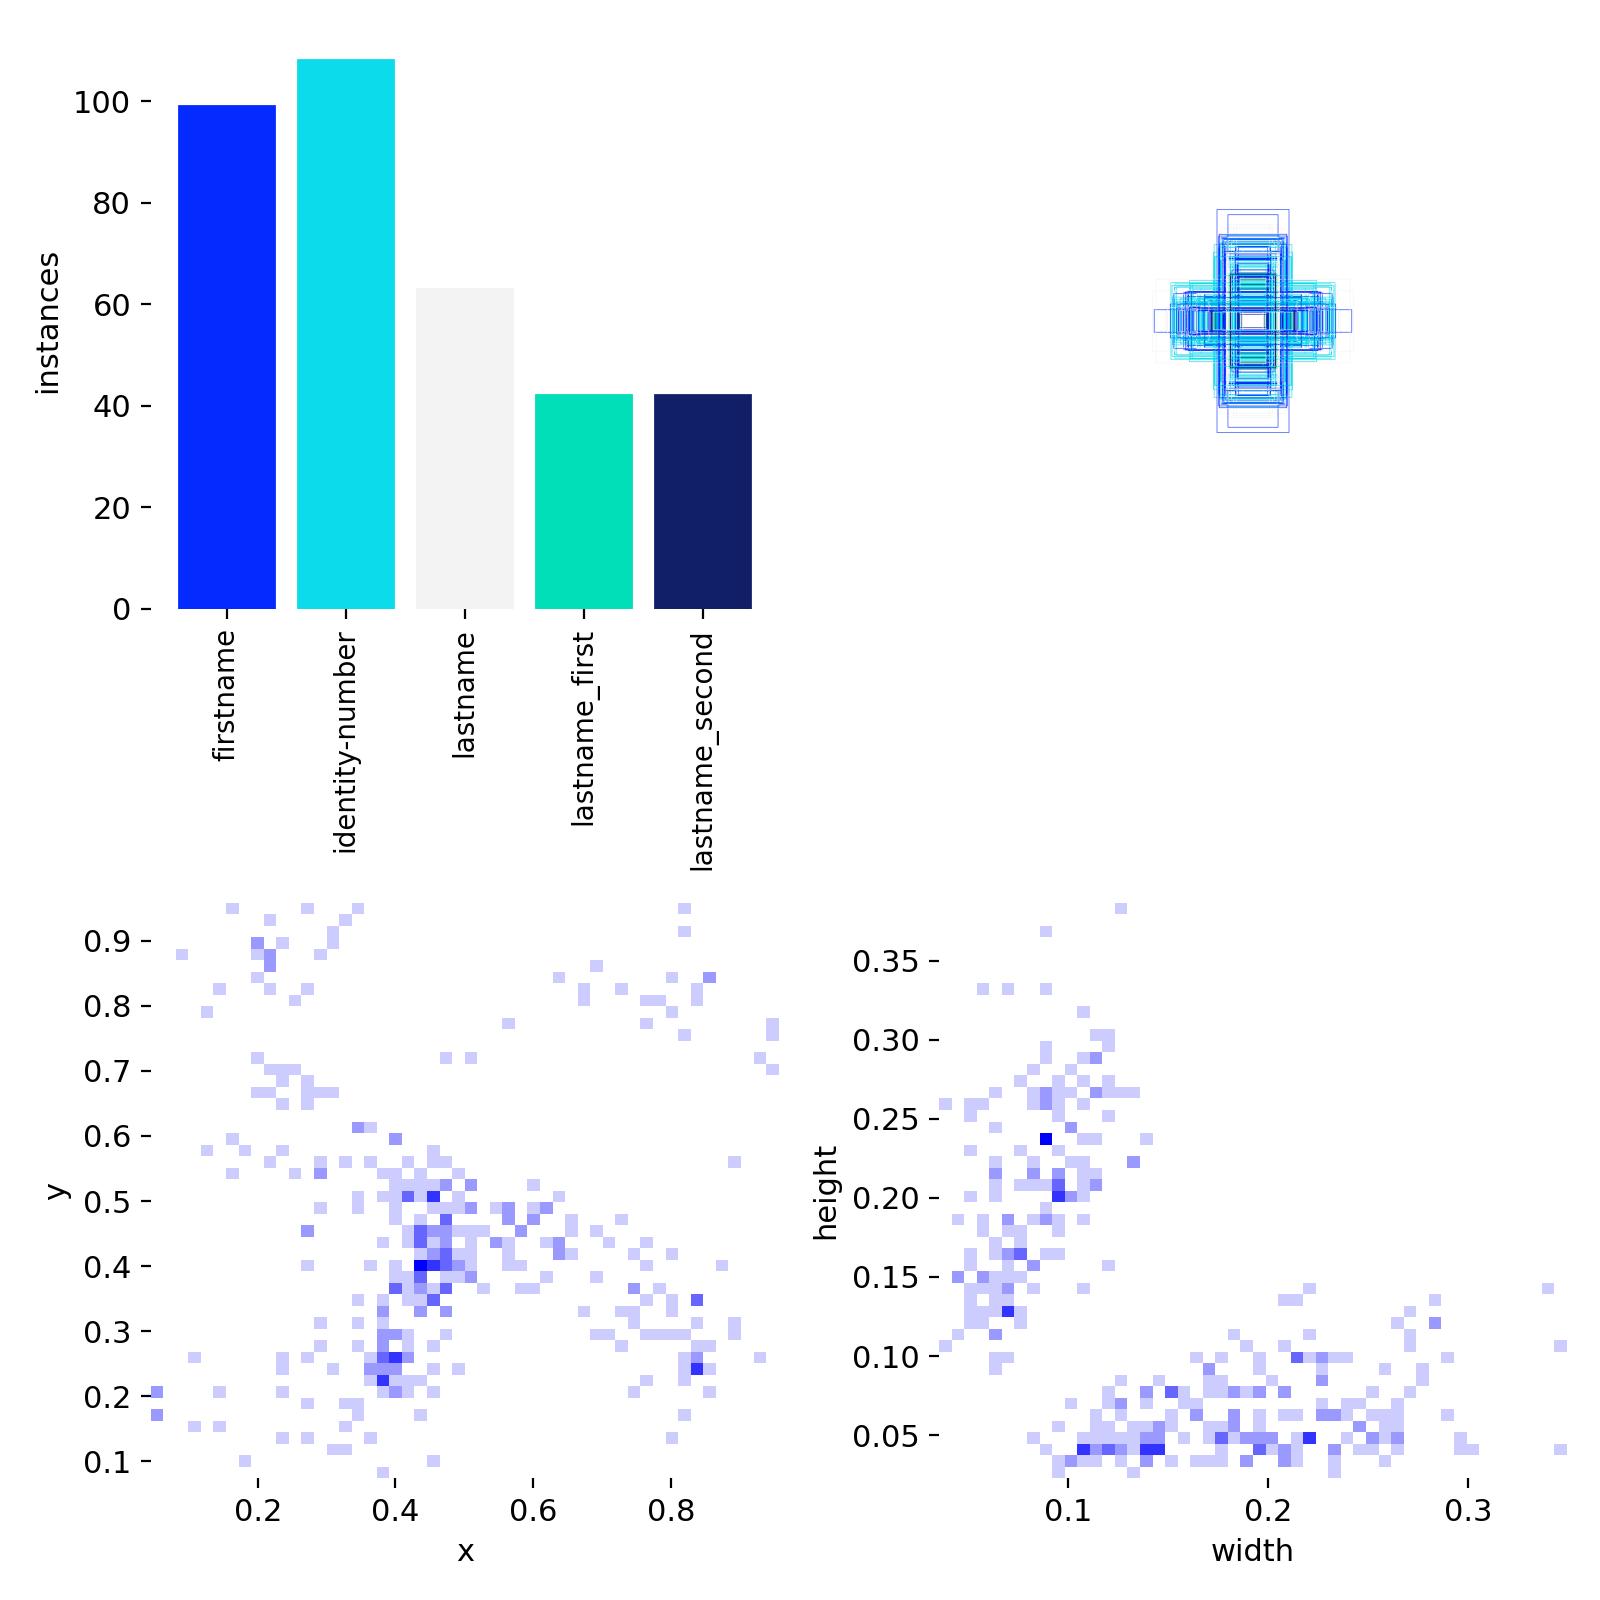 instances
100
80
60
40
20
0
firstname
identity-number
lastname
lastname_first
lastname_second
y
0.9
0.8
0.7
0.6
0.5
0.4
0.3
0.2
0.1
0.2 0.4 0.6 0.8
x
height
0.35
0.30
0.25
0.20
0.15
0.10
0.05
0.1 0.2 0.3
width